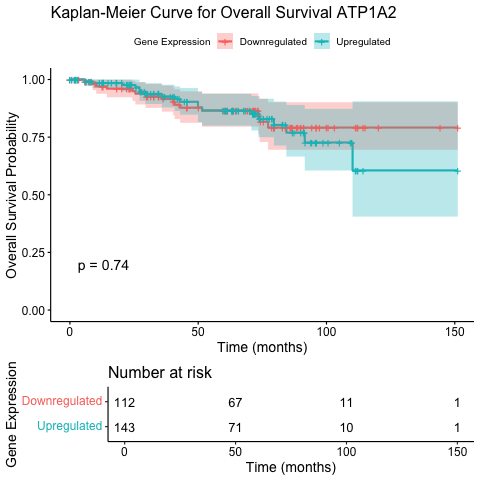 Kaplan-Meier Curve for Overall Survival ATP1A2
Gene Expression Downregulated Upregulated
Overall Survival Probability
1.00
0.75
0.50
0.25
0.00
p = 0.74
0 50 100 150
Time (months)
Number at risk
Gene Expression
Downregulated 112 67 11 1
Upregulated 143 71 10 1
0 50 100 150
Time (months)